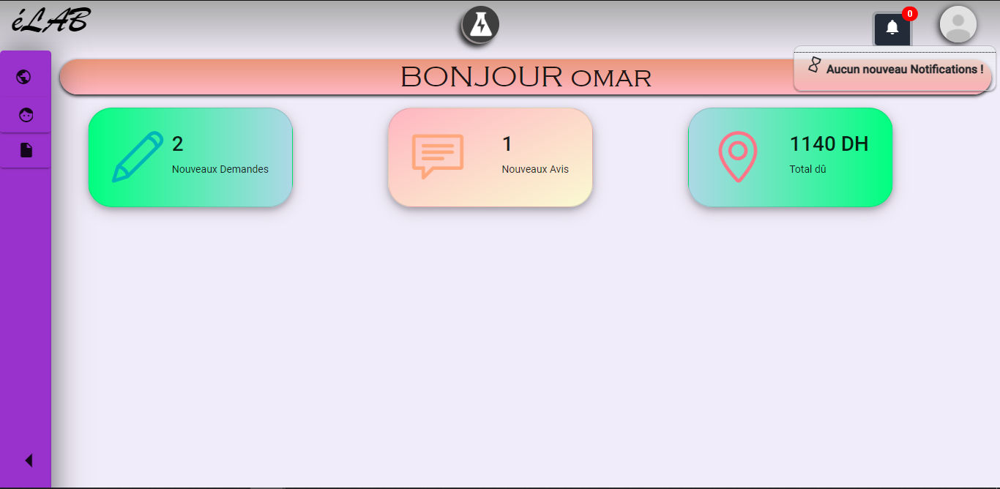 éLAB
0
Aucun nouveau Notifications !
BONJOUR OMAR
2
Nouveaux Demandes
1
Nouveaux Avis
1140 DH
Total dû